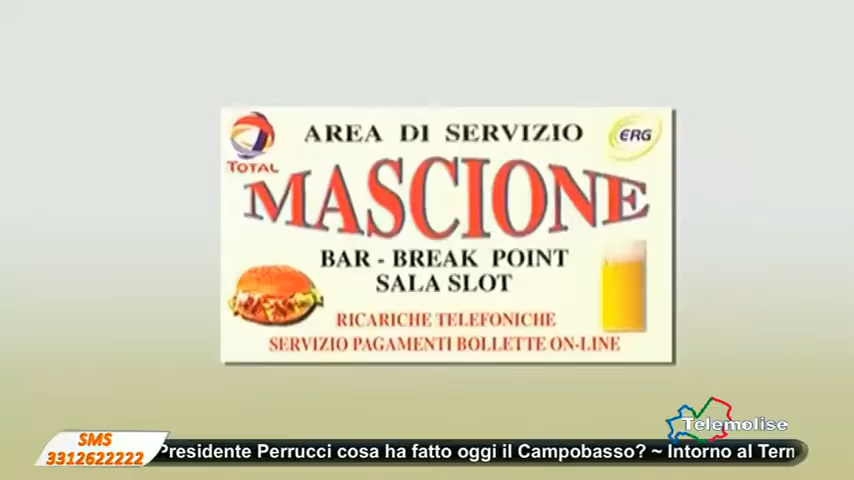 AREA DI SERVIZIO
TOTAL
ERG
MASCIONE
BAR - BREAK POINT
SALA SLOT
RICARICHE TELEFONICHE
SERVIZIO PAGAMENTI BOLLETTE ON-LINE
Telemolise
SMS
3312622222
Presidente Perrucci cosa ha fatto oggi il Campobasso? ~ Intorno al Tern